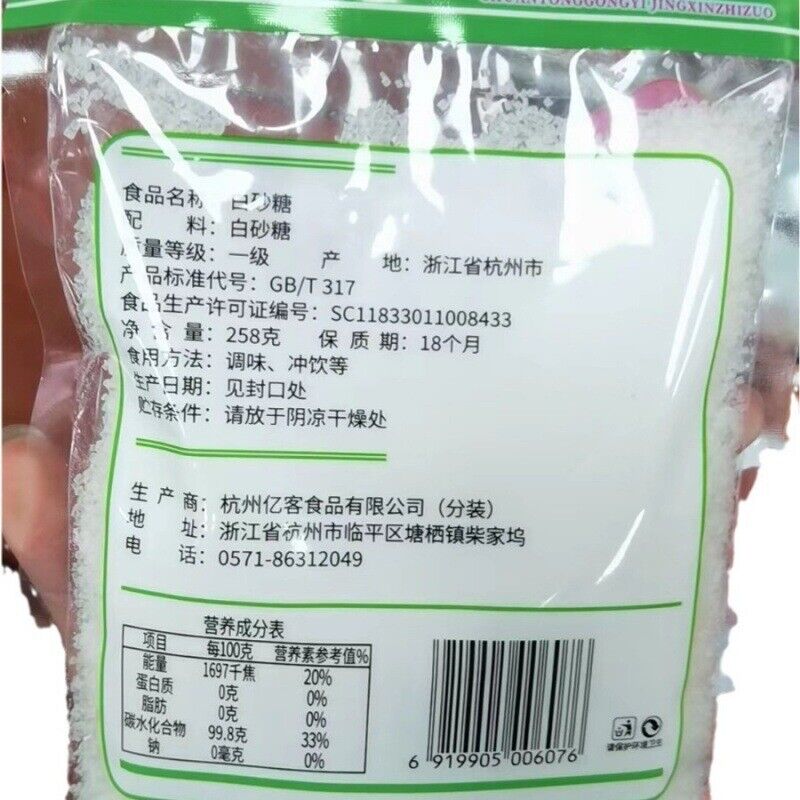 CHUANTONGGONGYI JINGXINZHIZUO
食品名称：白砂糖
配 料：白砂糖
质量等级：一级 产 地：浙江省杭州市
产品标准代号：GB/T 317
食品生产许可证编号：SC11833011008433
净 含 量：258克 保 质 期：18个月
食用方法：调味、冲饮等
生产日期：见封口处
贮存条件：请放于阴凉干燥处
生 产 商：杭州亿客食品有限公司（分装）
地 址：浙江省杭州市临平区塘栖镇柴家坞
电 话：0571-86312049
营养成分表
项目 每100克 营养素参考值%
能量 1697千焦 20%
蛋白质 0克 0%
脂肪 0克 0%
碳水化合物 99.8克 33%
钠 0毫克 0%
6 919905 006076